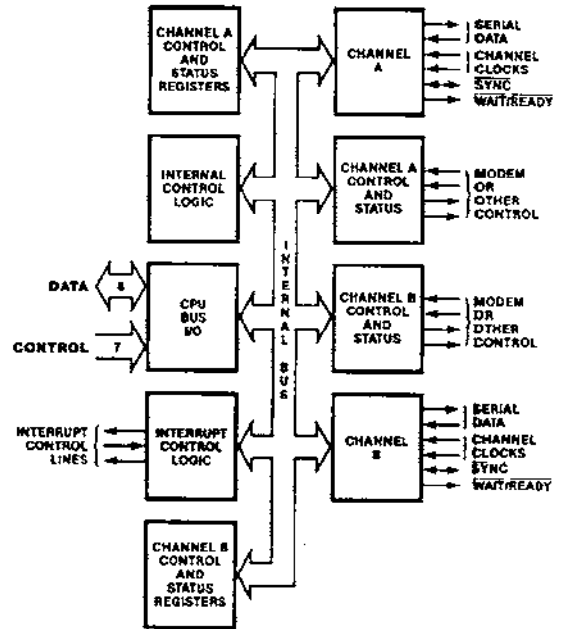 CHANNEL A
CONTROL
AND
STATUS
REGISTERS
CHANNEL
A
SERIAL
DATA
CHANNEL
CLOCKS
SYNC
WAIT/READY
INTERNAL
CONTROL
LOGIC
CHANNEL A
CONTROL
AND
STATUS
MODEM
OR
OTHER
CONTROL
INTERNAL BUS
DATA
8
CPU
BUS
I/O
CONTROL
7
CHANNEL B
CONTROL
AND
STATUS
MODEM
OR
OTHER
CONTROL
INTERRUPT
CONTROL
LINES
INTERRUPT
CONTROL
LOGIC
CHANNEL
B
SERIAL
DATA
CHANNEL
CLOCKS
SYNC
WAIT/READY
CHANNEL B
CONTROL
AND
STATUS
REGISTERS